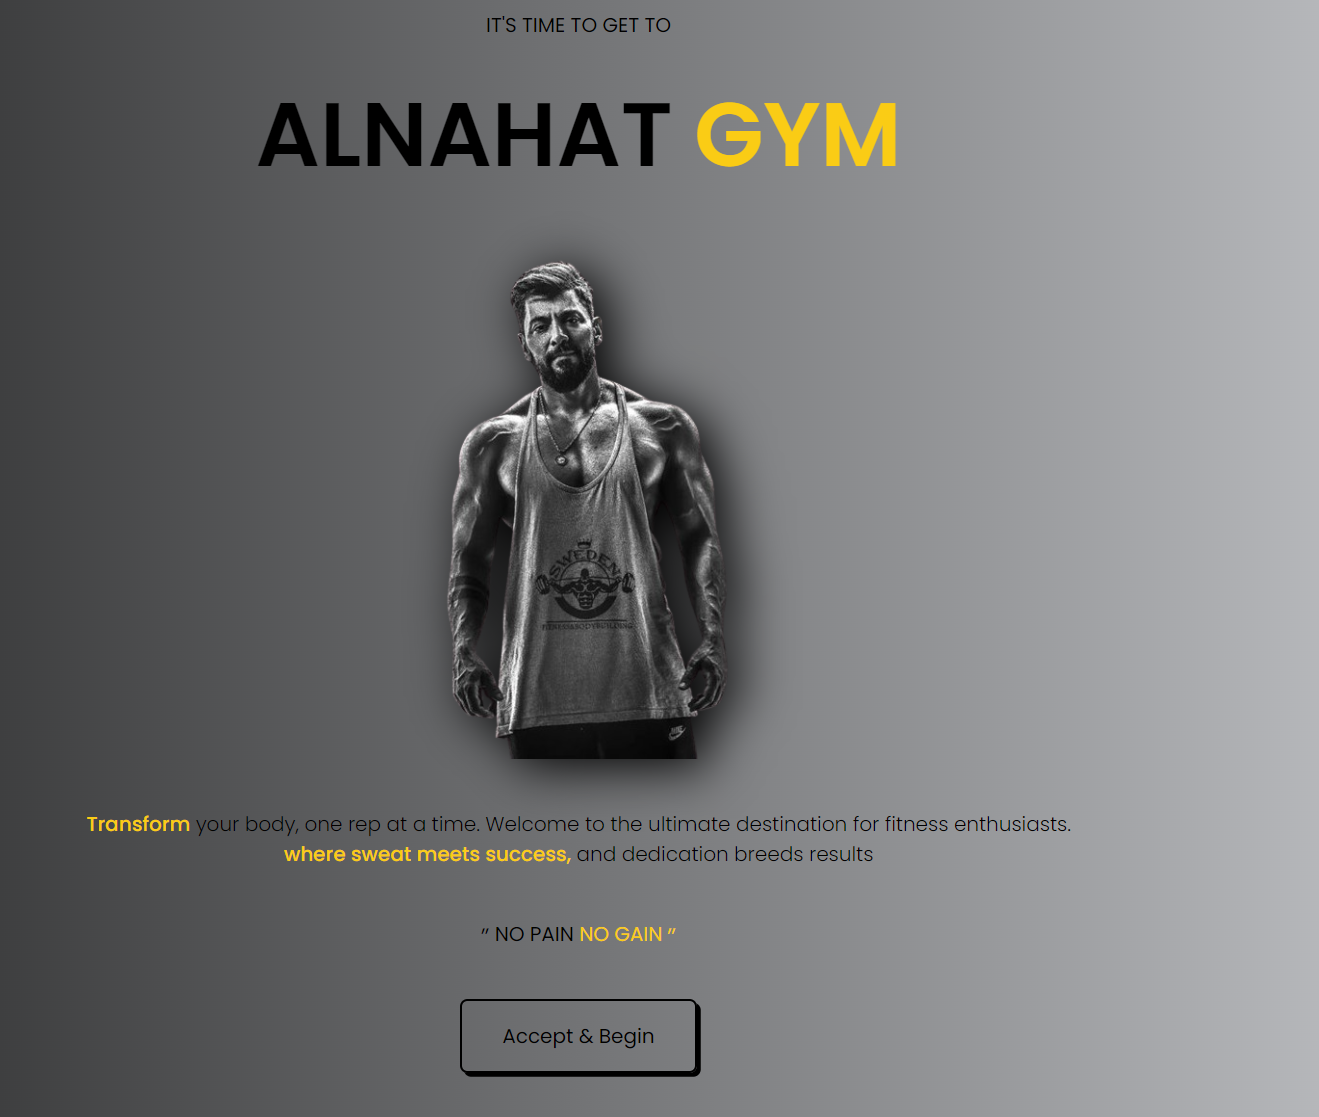 IT'S TIME TO GET TO
ALNAHAT GYM
SWEDEN
FITNESS&BODYBUILDING
Transform your body, one rep at a time. Welcome to the ultimate destination for fitness enthusiasts.
where sweat meets success, and dedication breeds results
" NO PAIN NO GAIN "
Accept & Begin